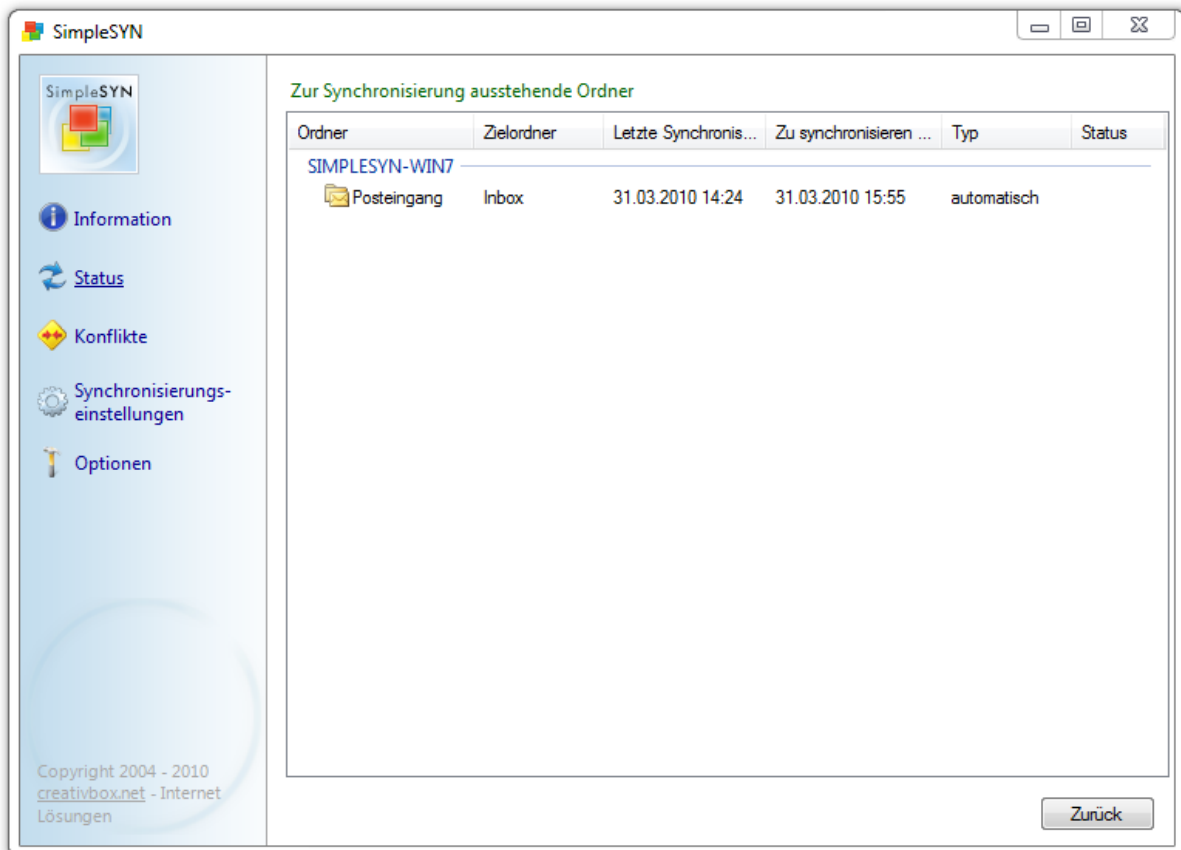 SimpleSYN
SimpleSYN
Information
Status
Konflikte
Synchronisierungs-
einstellungen
Optionen
Copyright 2004 - 2010
creativbox.net - Internet
Lösungen
Zur Synchronisierung ausstehende Ordner
Ordner Zielordner Letzte Synchronis... Zu synchronisieren ... Typ Status
SIMPLESYN-WIN7
Posteingang Inbox 31.03.2010 14:24 31.03.2010 15:55 automatisch
Zurück